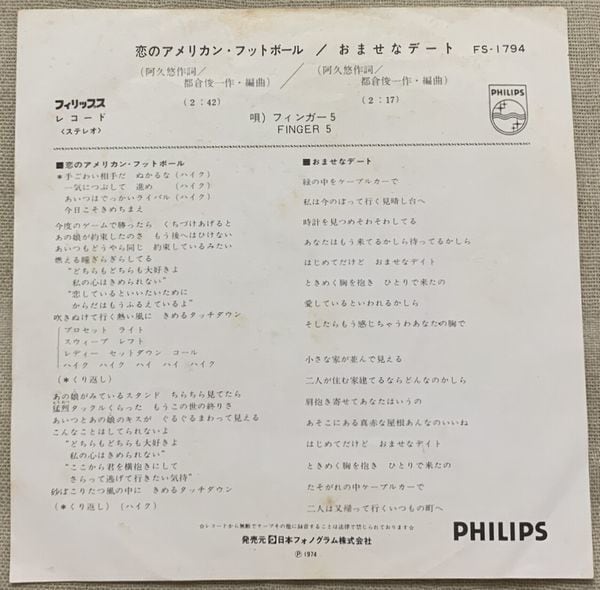 恋のアメリカン・フットボール / おませなデート FS-1794
(阿久悠作詞/都倉俊一作・編曲) / (阿久悠作詞/都倉俊一作・編曲)
フィリップス
レコード
〈ステレオ〉
(2:42) (2:17)
唄) フィンガー5
FINGER 5
PHILIPS
PHILIPS
■恋のアメリカン・フットボール
*手ごわい相手だ ぬかるな(ハイク)
一気につぶして 進め (ハイク)
あいつはでっかいライバル(ハイク)
今日こそきめちまえ
今度のゲームで勝ったら くちづけあげると
あの娘が約束したのさ もう後へはひけない
あいつもどうやら同じ 約束しているみたい
燃える瞳ぎらぎらしてる
"どちらもどちらも大好きよ
私の心はきめられない"
"恋しているといいたいために
からだはもうふるえているよ"
吹きぬけて行く熱い風に きめるタッチダウン
プロセット ライト
スウィープ レフト
レディー セットダウン コール
ハイク ハイク ハイ ハイ ハイク
(*くり返し)
あの娘がみているスタンド ちらちら見てたら
猛烈タックルくらった もうこの世の終りさ
あいつとあの娘のキスが ぐるぐるまわって見える
こんなことはしてられないよ
"どちらもどちらも大好きよ
私の心はきめられない"
"ここから君を横抱きにして
さらって逃げて行きたい気持"
砂ぼこりたつ風の中に きめるタッチダウン
(*くり返し) (ハイク)
■おませなデート
緑の中をケーブルカーで
私は今のぼって行く見晴し台へ
時計を見つめそわそわしてる
あなたはもう来てるかしら待ってるかしら
はじめてだけど おませなデイト
ときめく胸を抱き ひとりで来たの
愛しているといわれるかしら
そしたらもう感じちゃうわあなたの胸で
小さな家が並んで見える
二人が住む家建てるならどんなのかしら
肩抱き寄せてあなたはいうの
あそこにある真赤な屋根あんなのいいね
はじめてだけど おませなデイト
ときめく胸を抱き ひとりで来たの
たそがれの中ケーブルカーで
二人は又帰って行くいつもの町へ
☆レコードから無断でテープその他に録音することは法律で禁じられております☆
発売元 日本フォノグラム株式会社
Ⓟ 1974
PHILIPS